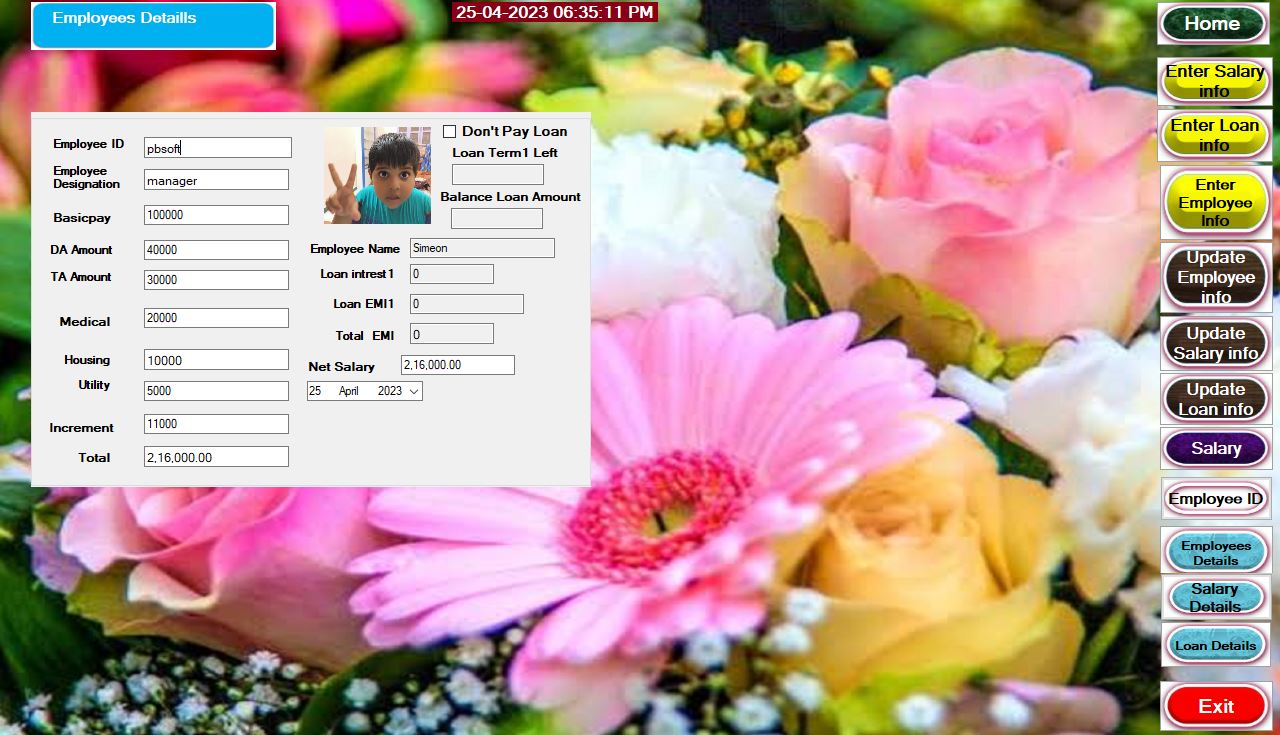 Employees Detaills
25-04-2023 06:35:11 PM
Employee ID
pbsoft
Employee
Designation
manager
Basicpay
100000
DA Amount
40000
TA Amount
30000
Medical
20000
Housing
10000
Utility
5000
Increment
11000
Total
2,16,000.00
Don't Pay Loan
Loan Term1 Left
Balance Loan Amount
Employee Name
Simeon
Loan intrest1
0
Loan EMI1
0
Total EMI
0
Net Salary
2,16,000.00
25 April 2023
Home
Enter Salary
info
Enter Loan
info
Enter
Employee
Info
Update
Employee
info
Update
Salary info
Update
Loan info
Salary
Employee ID
Employees
Details
Salary
Details
Loan Details
Exit